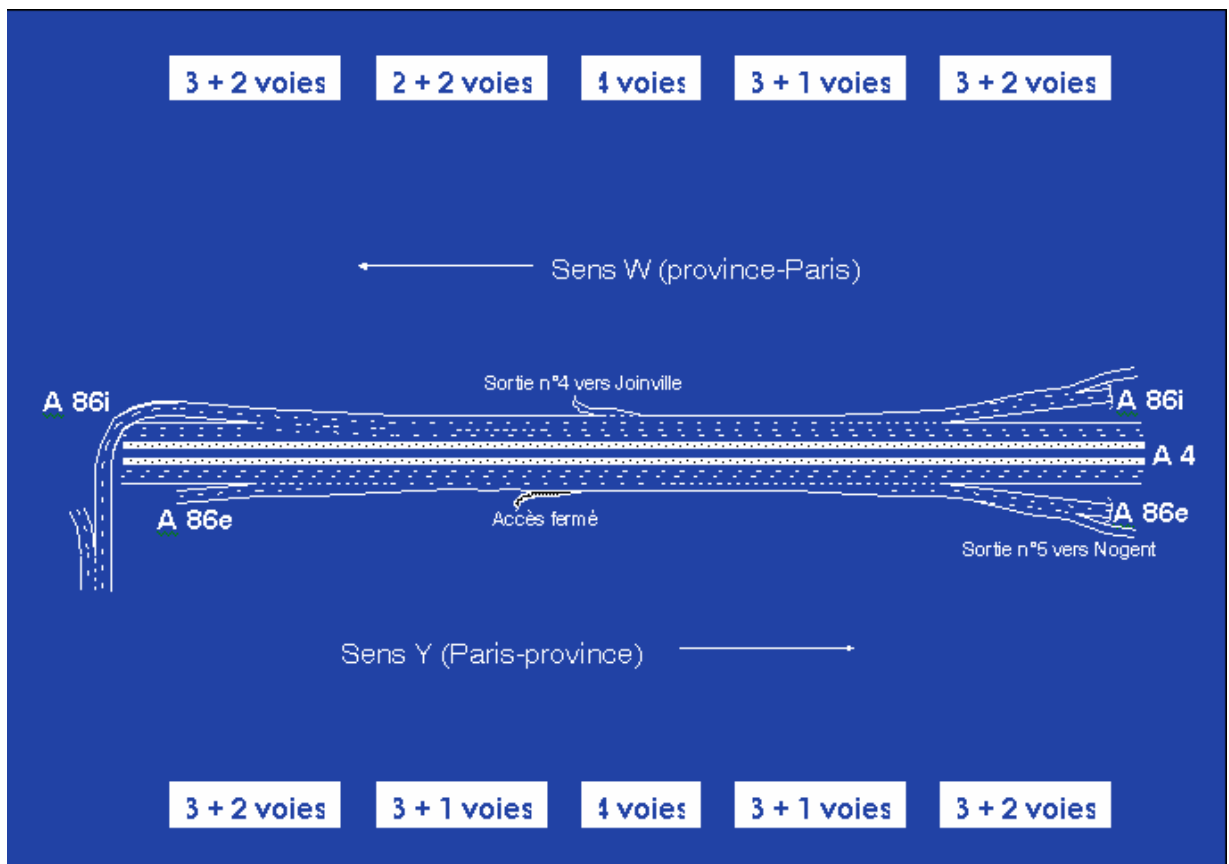 3 + 2 voies 2 + 2 voies 4 voies 3 + 1 voies 3 + 2 voies
Sens W (province-Paris)
Sortie n°4 vers Joinville
A 86i
A 86i
A 4
A 86e
Accès fermé
A 86e
Sortie n°5 vers Nogent
Sens Y (Paris-province)
3 + 2 voies 3 + 1 voies 4 voies 3 + 1 voies 3 + 2 voies